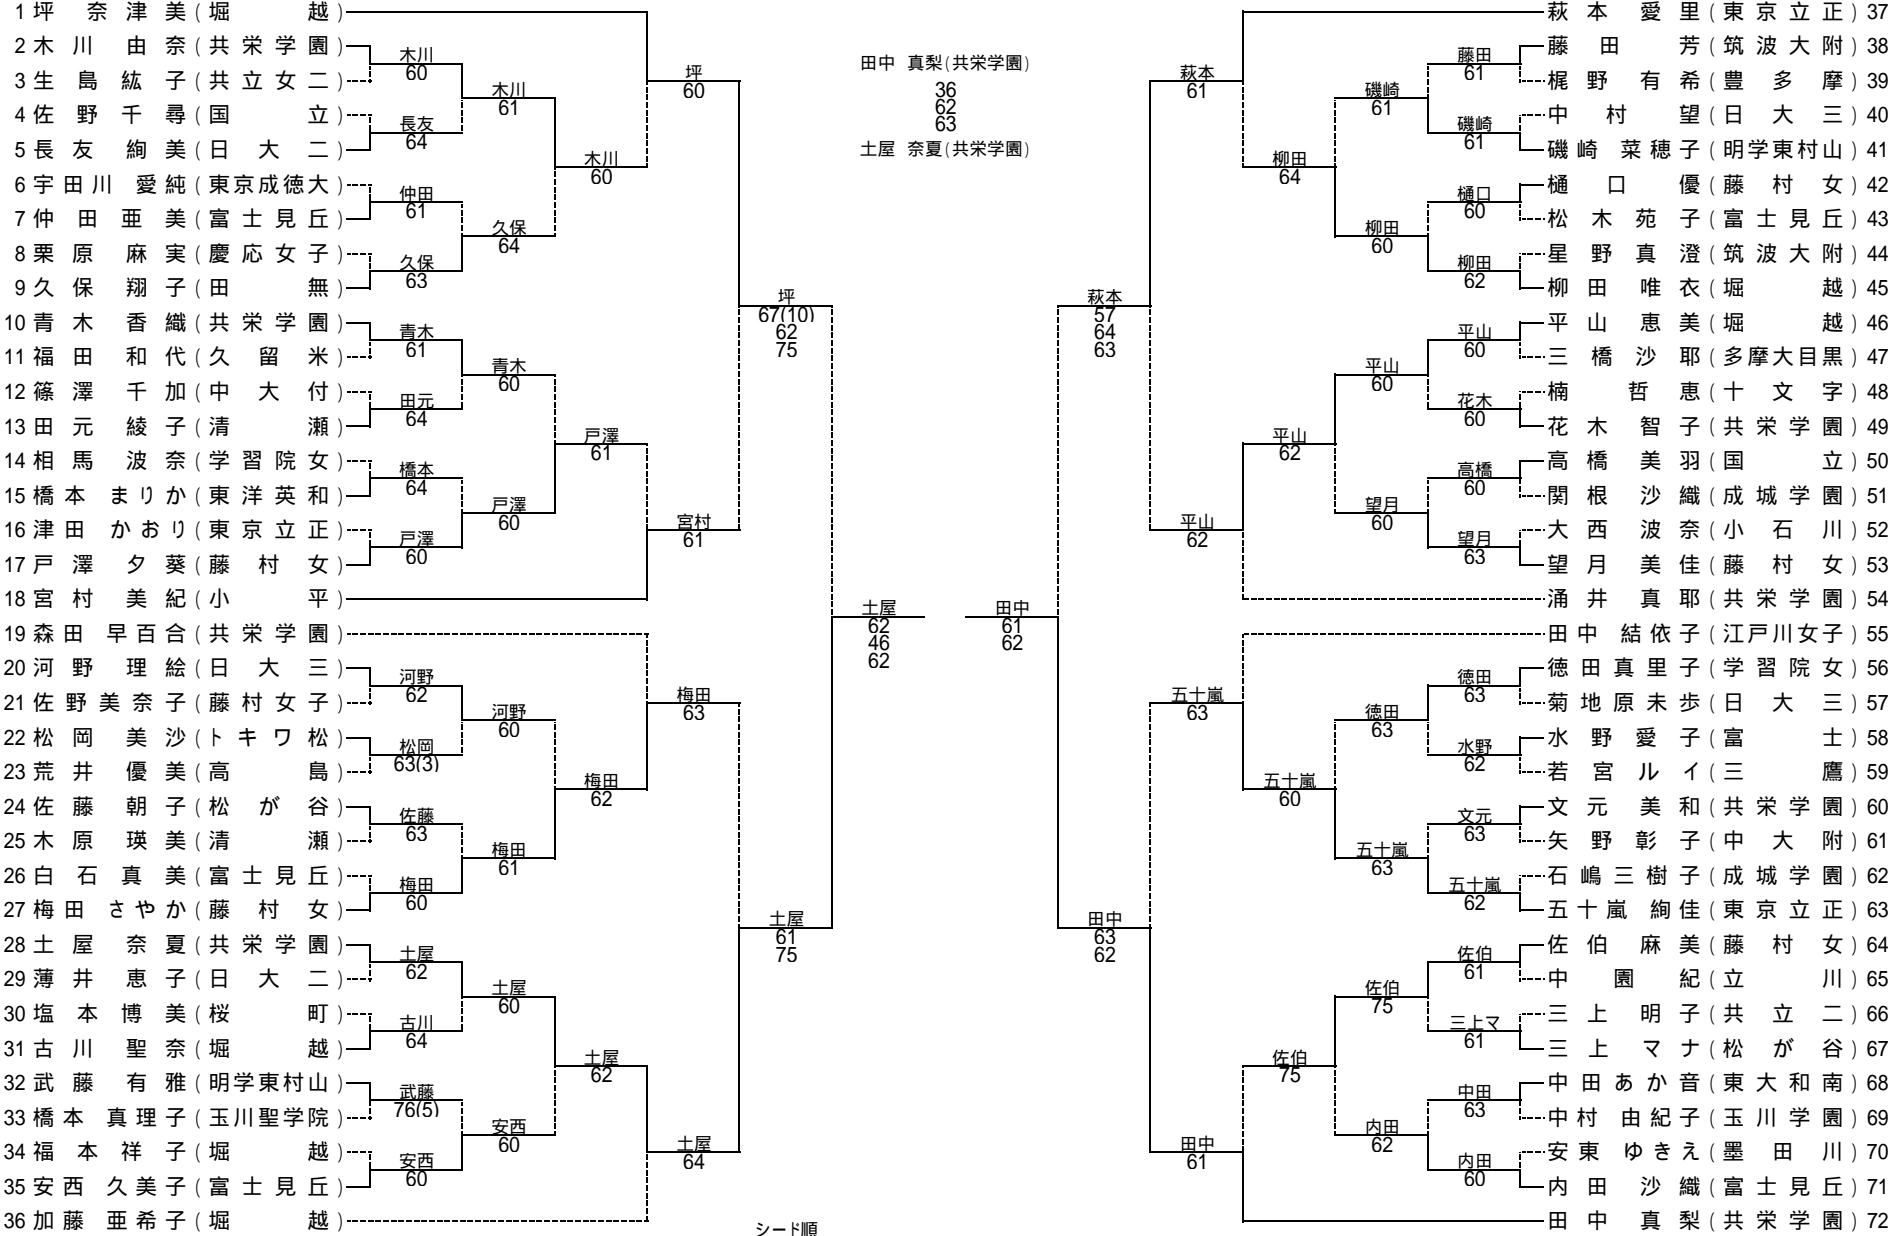 1 坪 奈 津 美 (堀 越)
2 木 川 由 奈 (共 栄 学 園)
3 生 島 紘 子 (共 立 女 二)
4 佐 野 千 尋 (国 立)
5 長 友 絢 美 (日 大 二)
6 宇 田 川 愛 純 (東京成徳大)
7 仲 田 亜 美 (富 士 見 丘)
8 栗 原 麻 実 (慶 応 女 子)
9 久 保 翔 子 (田 無)
10 青 木 香 織 (共 栄 学 園)
11 福 田 和 代 (久 留 米)
12 篠 澤 千 加 (中 大 付)
13 田 元 綾 子 (清 瀬)
14 相 馬 波 奈 (学 習 院 女)
15 橋 本 まりか (東 洋 英 和)
16 津 田 かおり (東 京 立 正)
17 戸 澤 夕 葵 (藤 村 女)
18 宮 村 美 紀 (小 平)
19 森 田 早百合 (共 栄 学 園)
20 河 野 理 絵 (日 大 三)
21 佐 野 美 奈 子 (藤 村 女 子)
22 松 岡 美 沙 (ト キ ワ 松)
23 荒 井 優 美 (高 島)
24 佐 藤 朝 子 (松 が 谷)
25 木 原 瑛 美 (清 瀬)
26 白 石 真 美 (富 士 見 丘)
27 梅 田 さやか (藤 村 女)
28 土 屋 奈 夏 (共 栄 学 園)
29 薄 井 恵 子 (日 大 二)
30 塩 本 博 美 (桜 町)
31 古 川 聖 奈 (堀 越)
32 武 藤 有 雅 (明学東村山)
33 橋 本 真理子 (玉川聖学院)
34 福 本 祥 子 (堀 越)
35 安 西 久美子 (富 士 見 丘)
36 加 藤 亜希子 (堀 越)
木川
60
長友
64
仲田
61
久保
63
青木
61
田元
64
橋本
64
戸澤
60
河野
62
松岡
63(3)
佐藤
63
梅田
60
土屋
62
古川
64
武藤
76(5)
安西
60
木川
61
久保
64
青木
60
戸澤
60
河野
60
梅田
61
土屋
60
安西
60
木川
60
戸澤
61
梅田
62
土屋
62
坪
60
宮村
61
梅田
63
土屋
64
坪
67(10)
62
75
土屋
61
75
土屋
62
46
62
田中 真梨(共栄学園)
36
62
63
土屋 奈夏(共栄学園)
シード順
田中
61
62
萩本
57
64
63
田中
63
62
萩本
61
平山
62
五十嵐
63
田中
61
柳田
64
平山
62
五十嵐
60
佐伯
75
磯崎
61
柳田
60
平山
60
望月
60
徳田
63
五十嵐
63
佐伯
75
内田
62
藤田
61
磯崎
61
樋口
60
柳田
62
平山
60
花木
60
高橋
60
望月
63
徳田
63
水野
62
文元
63
五十嵐
62
佐伯
61
三上マ
61
中田
63
内田
60
萩 本 愛 里 (東 京 立 正) 37
藤 田 芳 (筑 波 大 附) 38
梶 野 有 希 (豊 多 摩) 39
中 村 望 (日 大 三) 40
磯 崎 菜穂子 (明学東村山) 41
樋 口 優 (藤 村 女) 42
松 木 苑 子 (富 士 見 丘) 43
星 野 真 澄 (筑 波 大 附) 44
柳 田 唯 衣 (堀 越) 45
平 山 恵 美 (堀 越) 46
三 橋 沙 耶 (多摩大目黒) 47
楠 哲 恵 (十 文 字) 48
花 木 智 子 (共 栄 学 園) 49
高 橋 美 羽 (国 立) 50
関 根 沙 織 (成 城 学 園) 51
大 西 波 奈 (小 石 川) 52
望 月 美 佳 (藤 村 女) 53
涌 井 真 耶 (共 栄 学 園) 54
田 中 結依子 (江戸川女子) 55
徳 田 真 里 子 (学 習 院 女) 56
菊 地 原 未 歩 (日 大 三) 57
水 野 愛 子 (富 士) 58
若 宮 ル イ (三 鷹) 59
文 元 美 和 (共 栄 学 園) 60
矢 野 彰 子 (中 大 附) 61
石 嶋 三 樹 子 (成 城 学 園) 62
五 十 嵐 絢 佳 (東 京 立 正) 63
佐 伯 麻 美 (藤 村 女) 64
中 園 紀 (立 川) 65
三 上 明 子 (共 立 二) 66
三 上 マ ナ (松 が 谷) 67
中 田 あ か 音 (東 大 和 南) 68
中 村 由紀子 (玉 川 学 園) 69
安 東 ゆきえ (墨 田 川) 70
内 田 沙 織 (富 士 見 丘) 71
田 中 真 梨 (共 栄 学 園) 72